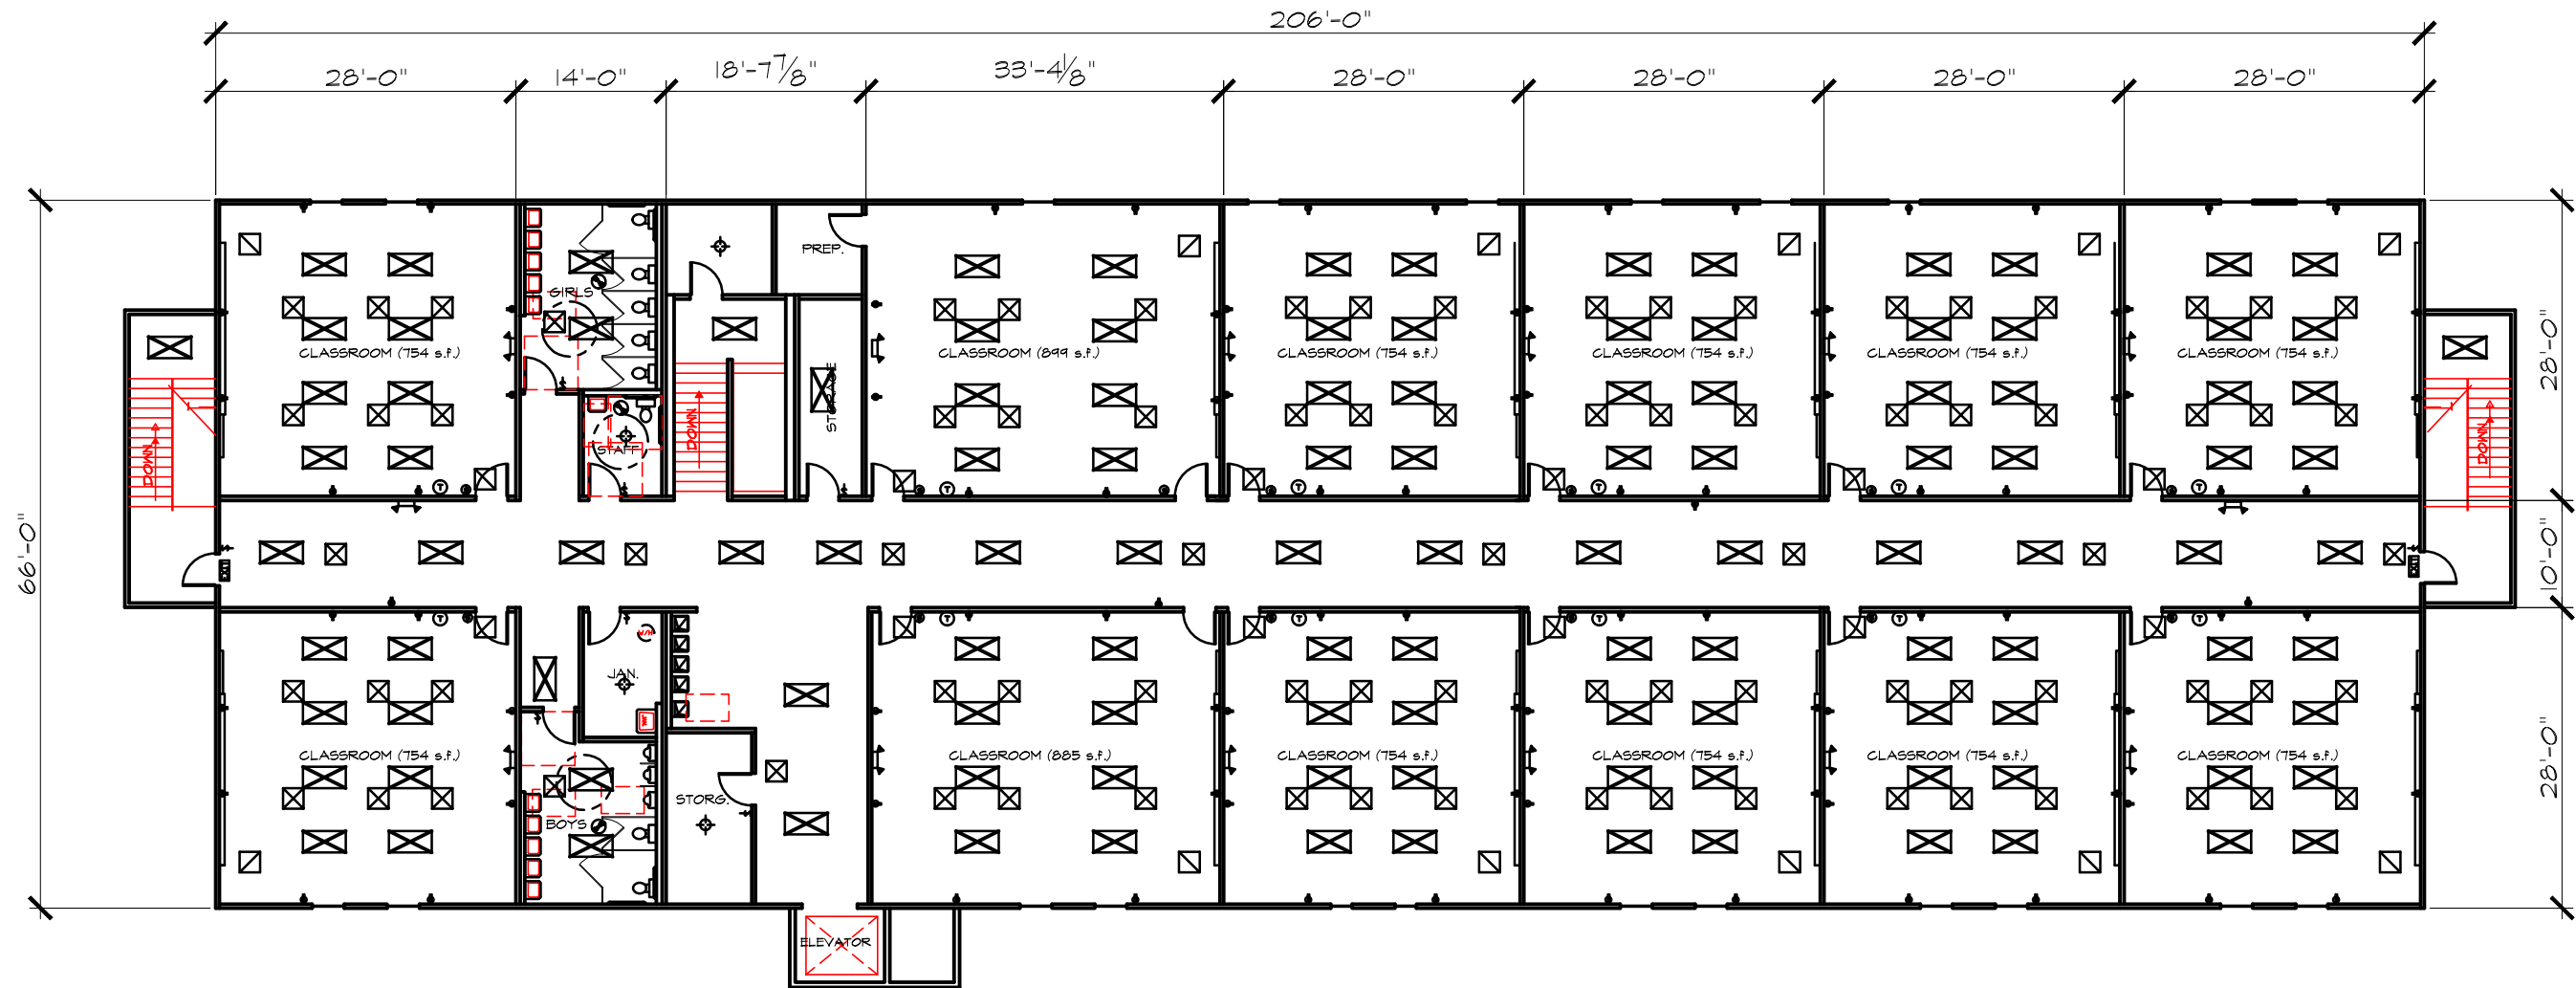 206'-0"
28'-0"
14'-0"
18'-7 7/8"
33'-4 1/8"
28'-0"
28'-0"
28'-0"
28'-0"
PREP.
GIRLS
CLASSROOM (754 s.f.)
CLASSROOM (899 s.f.)
CLASSROOM (754 s.f.)
CLASSROOM (754 s.f.)
CLASSROOM (754 s.f.)
CLASSROOM (754 s.f.)
28'-0"
STORAGE
DOWN
DOWN
STAFF
DOWN
T
T
T
T
T
T
66'-0"
10'-0"
T
T
T
T
T
T
JAN.
CLASSROOM (754 s.f.)
CLASSROOM (885 s.f.)
CLASSROOM (754 s.f.)
CLASSROOM (754 s.f.)
CLASSROOM (754 s.f.)
CLASSROOM (754 s.f.)
28'-0"
STORG.
BOYS
ELEVATOR